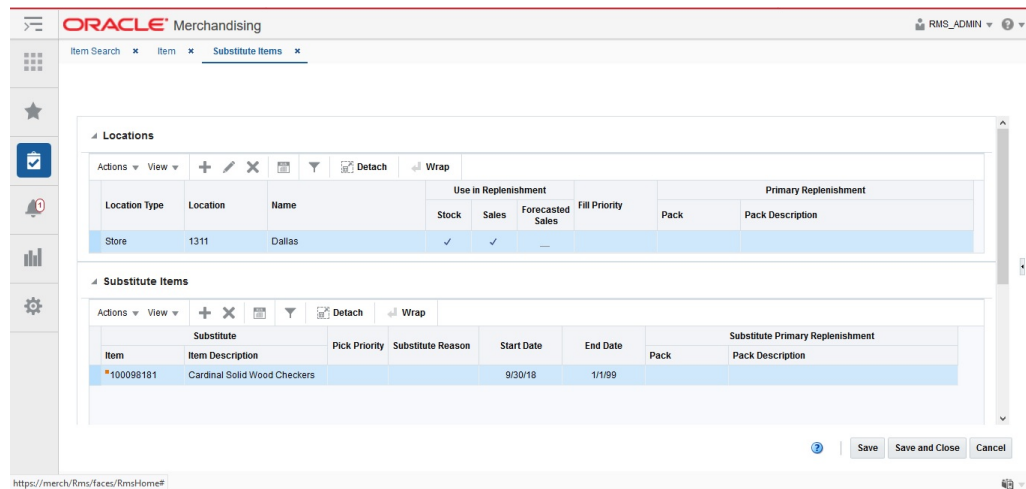 ORACLE® Merchandising
RMS_ADMIN
Item Search × Item × Substitute Items ×
Locations
Actions View Detach Wrap
Location Type Location Name Use in Replenishment Fill Priority Primary Replenishment
Stock Sales Forecasted Sales Pack Pack Description
Store 1311 Dallas
Substitute Items
Actions View Detach Wrap
Substitute Pick Priority Substitute Reason Start Date End Date Substitute Primary Replenishment
Item Item Description Pack Pack Description
100098181 Cardinal Solid Wood Checkers 9/30/18 1/1/99
? Save Save and Close Cancel
https://merch/Rms/faces/RmsHome#